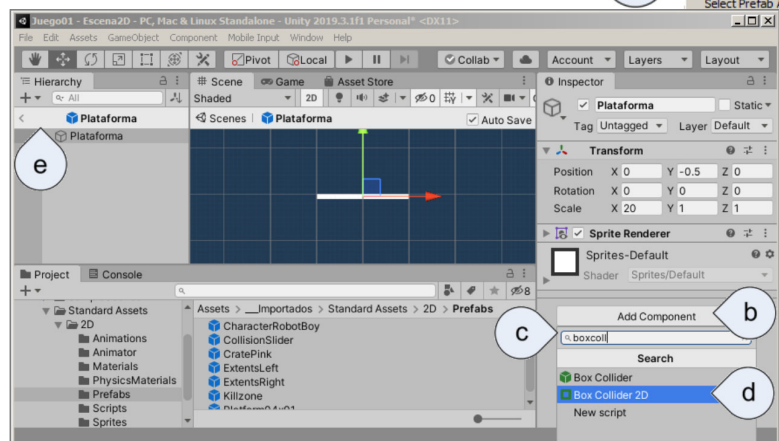 Select Prefab A
Juego01 - Escena2D - PC, Mac & Linux Standalone - Unity 2019.3.1f1 Personal* <DX11>
File Edit Assets GameObject Component Mobile Input Window Help
Pivot Local Collab Account Layers Layout
Hierarchy
All
Plataforma
Plataforma
e
Scene Game Asset Store
Shaded 2D 0
Scenes Plataforma Auto Save
Inspector
Plataforma Static
Tag Untagged Layer Default
Transform
Position X 0 Y -0.5 Z 0
Rotation X 0 Y 0 Z 0
Scale X 20 Y 1 Z 1
Sprite Renderer
Sprites-Default
Shader Sprites/Default
Project Console
8
Standard Assets
2D
Animations
Animator
Materials
PhysicsMaterials
Prefabs
Scripts
Sprites
Assets > __Importados > Standard Assets > 2D > Prefabs
CharacterRobotBoy
CollisionSlider
CratePink
ExtentsLeft
ExtentsRight
Killzone
Platform04x01
Add Component
b
c
boxcoll
Search
Box Collider
Box Collider 2D
d
New script